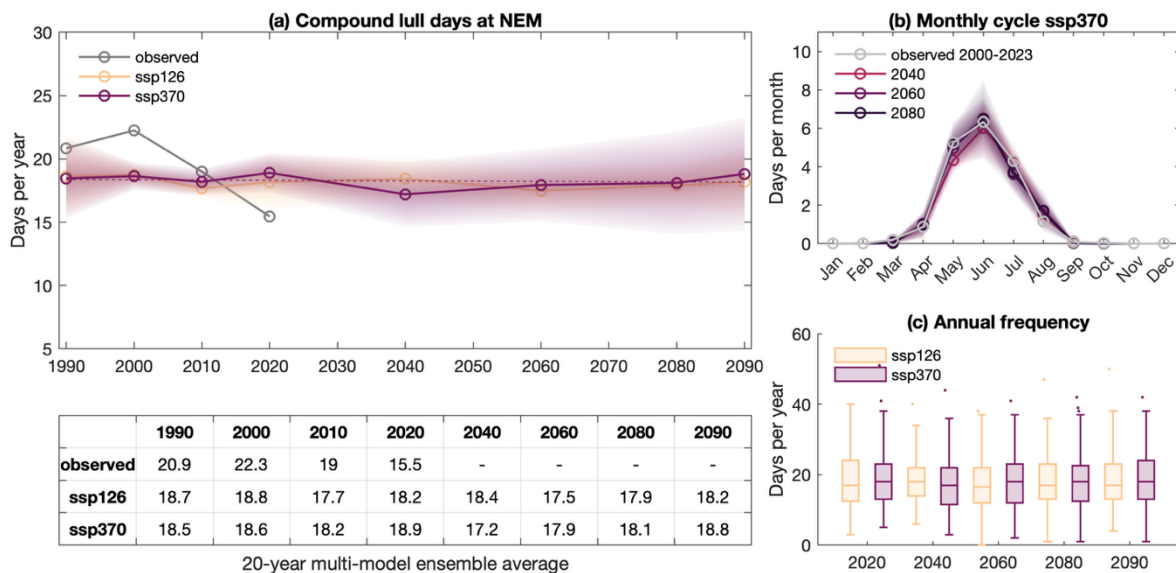 (a) Compound lull days at NEM
30
25
20
15
10
5
Days per year
observed
ssp126
ssp370
1990 2000 2010 2020 2030 2040 2050 2060 2070 2080 2090
1990 2000 2010 2020 2040 2060 2080 2090
observed 20.9 22.3 19 15.5 - - - -
ssp126 18.7 18.8 17.7 18.2 18.4 17.5 17.9 18.2
ssp370 18.5 18.6 18.2 18.9 17.2 17.9 18.1 18.8
20-year multi-model ensemble average
(b) Monthly cycle ssp370
10
8
6
4
2
0
Days per month
observed 2000-2023
2040
2060
2080
Jan Feb Mar Apr May Jun Jul Aug Sep Oct Nov Dec
(c) Annual frequency
60
40
20
0
Days per year
ssp126
ssp370
2020 2040 2060 2080 2090